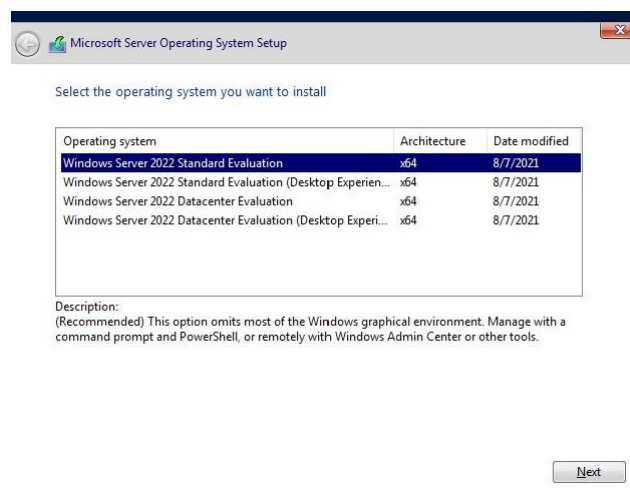 Microsoft Server Operating System Setup
Select the operating system you want to install
Operating system Architecture Date modified
Windows Server 2022 Standard Evaluation x64 8/7/2021
Windows Server 2022 Standard Evaluation (Desktop Experien... x64 8/7/2021
Windows Server 2022 Datacenter Evaluation x64 8/7/2021
Windows Server 2022 Datacenter Evaluation (Desktop Experi... x64 8/7/2021
Description:
(Recommended) This option omits most of the Windows graphical environment. Manage with a
command prompt and PowerShell, or remotely with Windows Admin Center or other tools.
Next